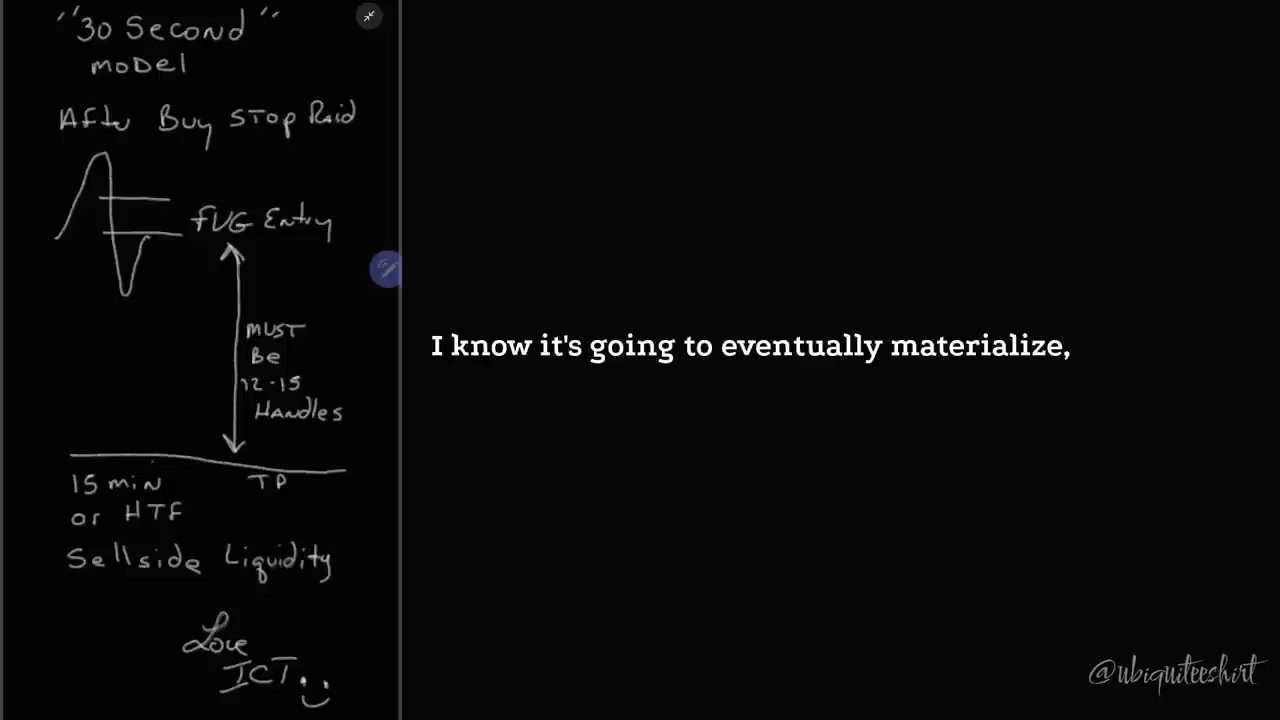 "30 Second"
model
After Buy Stop Raid
FVG Entry
MUST
Be
12-15
HANDLES
15 min
TP
or HTF
Sellside Liquidity
Love
ICT
I know it's going to eventually materialize,
@ubiquiteeshirt